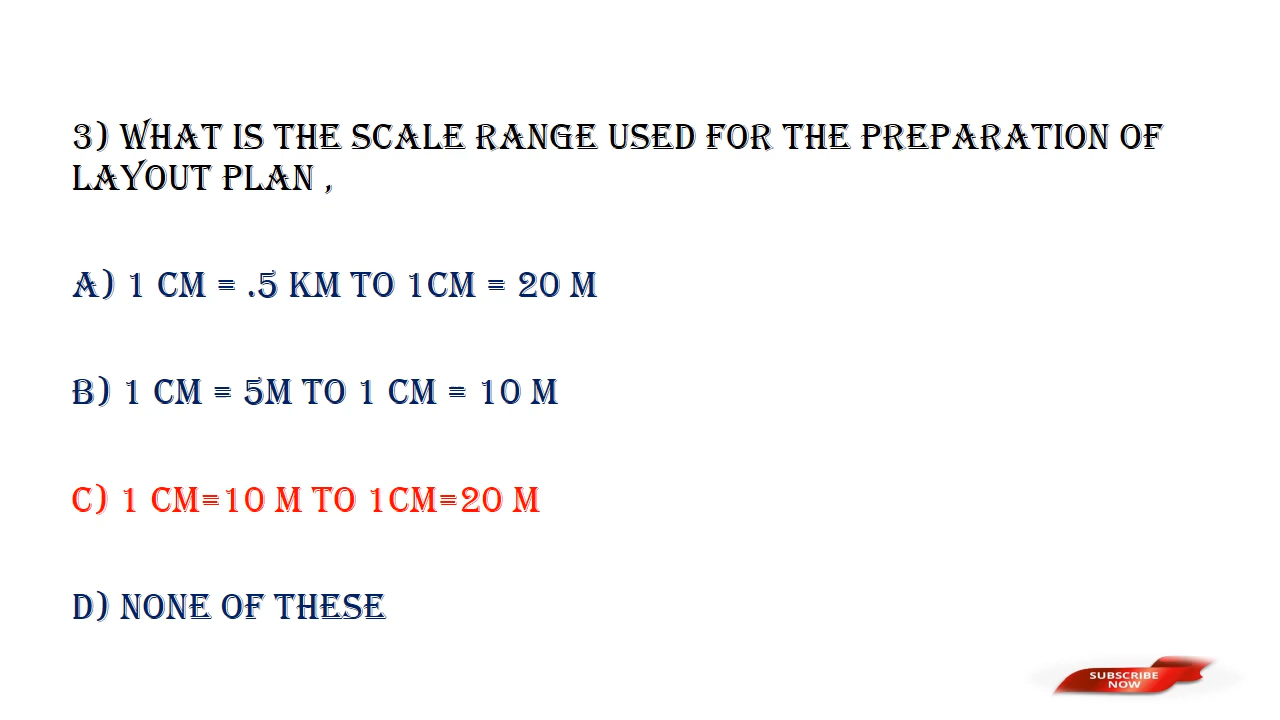 3) WHAT IS THE SCALE RANGE USED FOR THE PREPARATION OF
LAYOUT PLAN ,
A) 1 CM = .5 KM TO 1CM = 20 M
B) 1 CM = 5M TO 1 CM = 10 M
C) 1 CM=10 M TO 1CM=20 M
D) NONE OF THESE
SUBSCRIBE
NOW